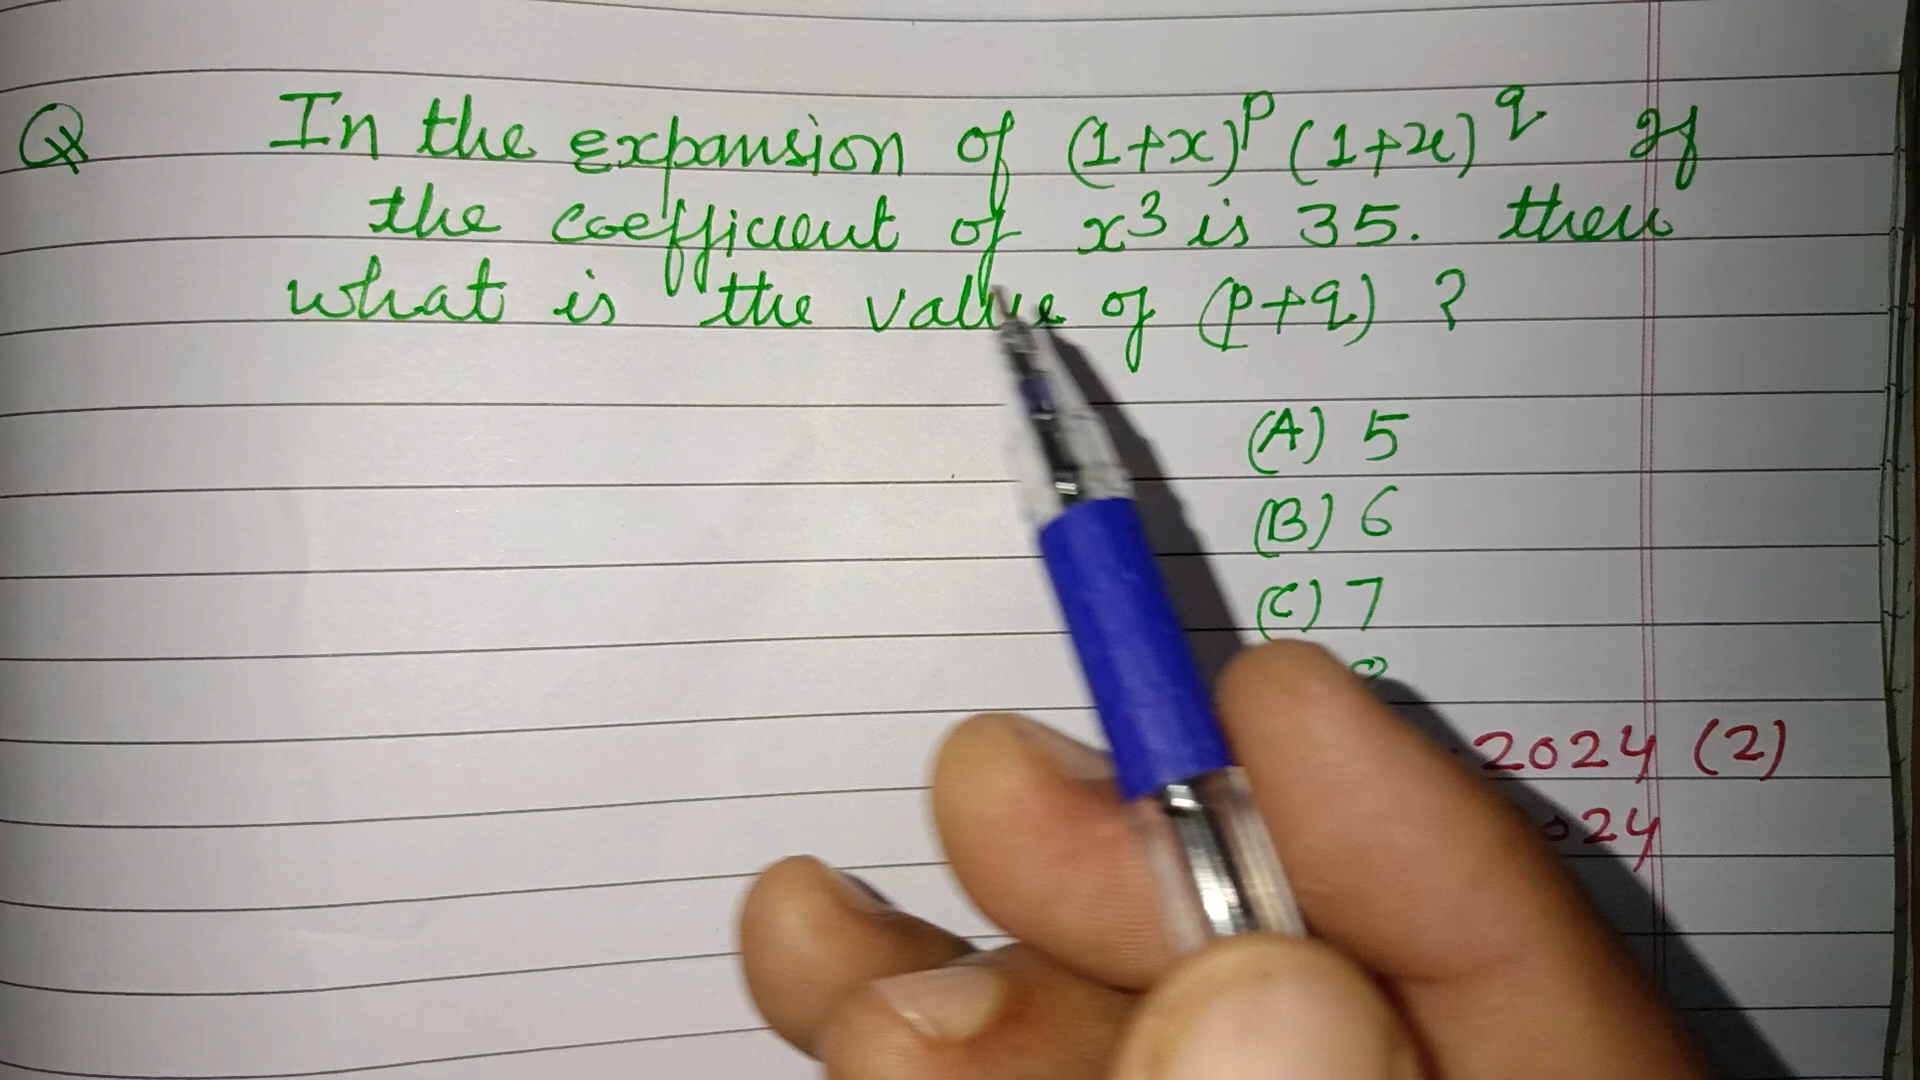 Q In the expansion of (1+x)^p (1+x)^q If
the coefficient of x³ is 35. then
what is the value of (p+q) ?
(A) 5
(B) 6
(C) 7
2024 (2)